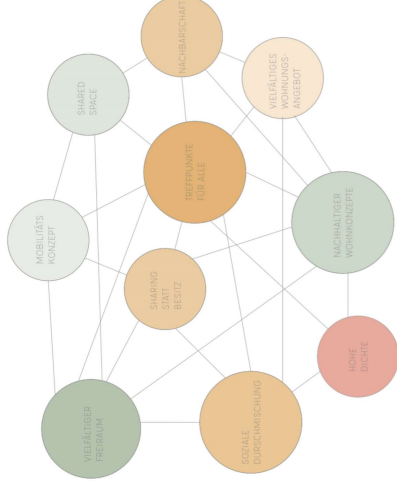 NACHBARSCHAFT
VIELFÄLTIGES
WOHNUNGS-
ANGEBOT
SHARED
SPACE
TREFFPUNKTE
FÜR ALLE
NACHHALTIGER
WOHNKONZEPTE
MOBILITÄTS
KONZEPT
SHARING
STATT
BESITZ
HOHE
DICHTE
VIELFÄLTIGER
FREIRAUM
SOZIALE
DURSCHMISCHUNG